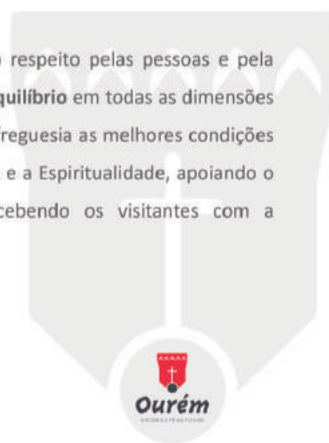 respeito pelas pessoas e pela
quilíbrio em todas as dimensões
freguesia as melhores condições
e a Espiritualidade, apoiando o
cebendo os visitantes com a
Ourém